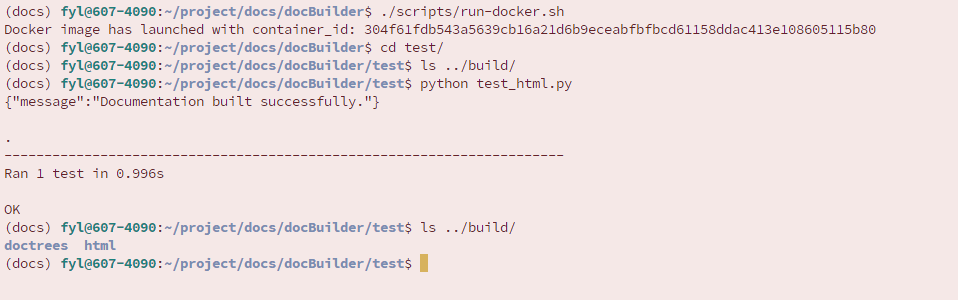 (docs) fyl@607-4090:~/project/docs/docBuilder$ ./scripts/run-docker.sh
Docker image has launched with container_id: 304f61fdb543a5639cb16a21d6b9eceabfbfbcd61158ddac413e108605115b80
(docs) fyl@607-4090:~/project/docs/docBuilder$ cd test/
(docs) fyl@607-4090:~/project/docs/docBuilder/test$ ls ../build/
(docs) fyl@607-4090:~/project/docs/docBuilder/test$ python test_html.py
{"message":"Documentation built successfully."}
.
----------------------------------------------------------------------
Ran 1 test in 0.996s
OK
(docs) fyl@607-4090:~/project/docs/docBuilder/test$ ls ../build/
doctrees  html
(docs) fyl@607-4090:~/project/docs/docBuilder/test$